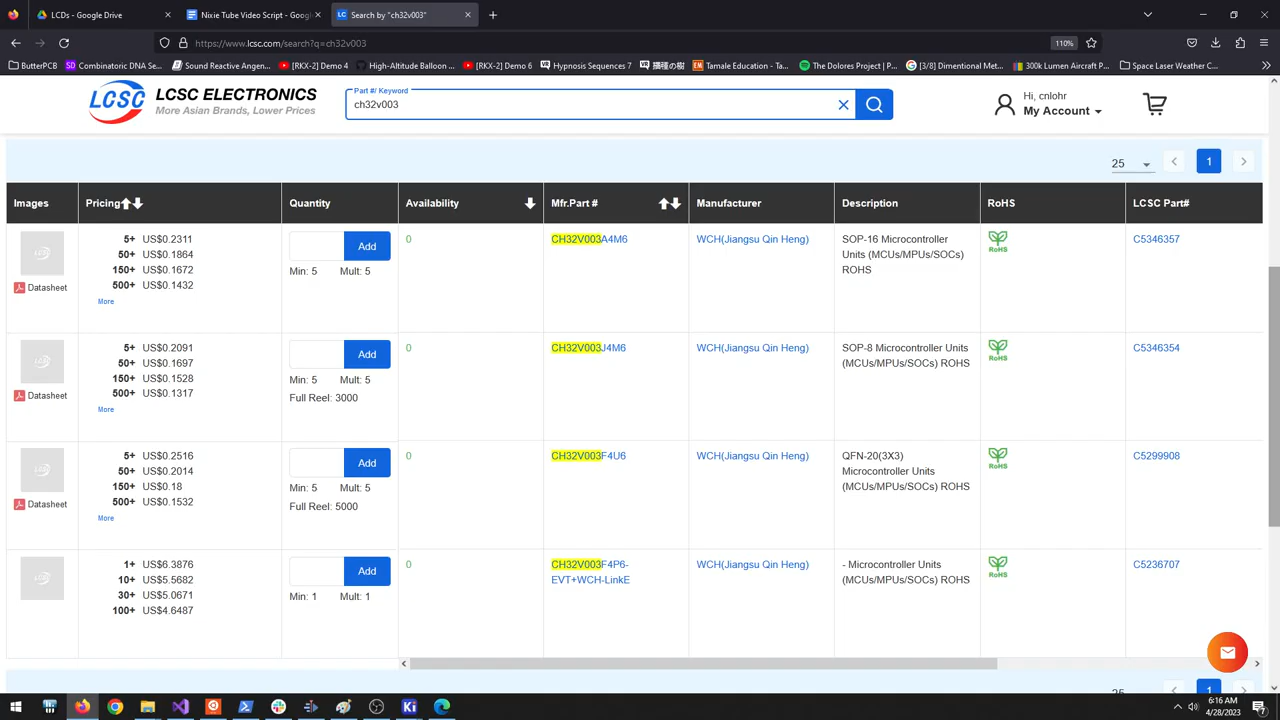 LCDs - Google Drive
Nixie Tube Video Script - Google
Search by "ch32v003"
https://www.lcsc.com/search?q=ch32v003
110%
ButterPCB
Combinatoric DNS E...
Sound Reactive Anger...
[RKX-2] Demo 4
High-Altitude Balloon ...
[RKX-2] Demo 6
Hypnosis Sequences 7
Tamale Education - Ta...
The Dolores Project | P...
[3/8] Dimentional Met...
300k Lumen Aircraft P...
Space Laser Weather C...
LCSC
LCSC ELECTRONICS
More Asian Brands, Lower Prices
Part #/ Keyword
ch32v003
Hi, cnlohr
My Account
25
1
Images
Pricing
Quantity
Availability
Mfr.Part #
Manufacturer
Description
RoHS
LCSC Part#
5+ US$0.2311
50+ US$0.1864
150+ US$0.1672
500+ US$0.1432
More
Datasheet
Add
Min: 5 Mult: 5
0
CH32V003A4M6
WCH(Jiangsu Qin Heng)
SOP-16 Microcontroller
Units (MCUs/MPUs/SOCs)
ROHS
RoHS
C5346357
5+ US$0.2091
50+ US$0.1697
150+ US$0.1528
500+ US$0.1317
More
Datasheet
Add
Min: 5 Mult: 5
Full Reel: 3000
0
CH32V003J4M6
WCH(Jiangsu Qin Heng)
SOP-8 Microcontroller Units
(MCUs/MPUs/SOCs) ROHS
RoHS
C5346354
5+ US$0.2516
50+ US$0.2014
150+ US$0.18
500+ US$0.1532
More
Datasheet
Add
Min: 5 Mult: 5
Full Reel: 5000
0
CH32V003F4U6
WCH(Jiangsu Qin Heng)
QFN-20(3X3)
Microcontroller Units
(MCUs/MPUs/SOCs) ROHS
RoHS
C5299908
1+ US$6.3876
10+ US$5.5682
30+ US$5.0671
100+ US$4.6487
Add
Min: 1 Mult: 1
0
CH32V003F4P6-
EVT+WCH-LinkE
WCH(Jiangsu Qin Heng)
- Microcontroller Units
(MCUs/MPUs/SOCs) ROHS
RoHS
C5236707
25
1
6:16 AM
4/28/2023